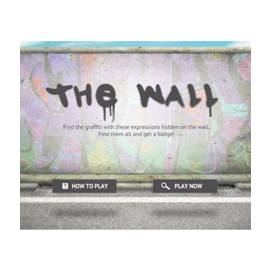 THE WALL
Find the graffiti with these expressions hidden on the wall.
Find them all and get a badge!
? HOW TO PLAY
PLAY NOW